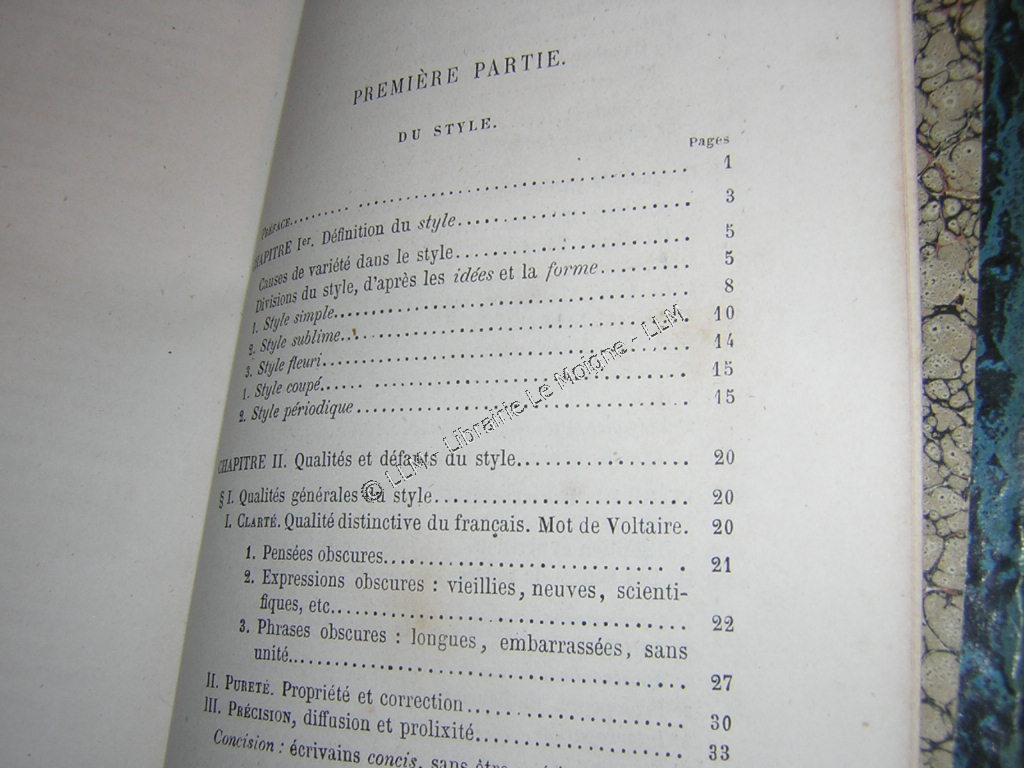 PREMIÈRE PARTIE.
DU STYLE.
Pages
PRÉFACE.......... ........................................ 1
CHAPITRE Ier. Définition du style............... .......... 3
Causes de variété dans le style.......................... 5
Divisions du style, d'après les idées et la forme.......... 5
1. Style simple........................................ 8
2. Style sublime....................................... 10
3. Style fleuri........................................ 14
1. Style coupé...... .................................. 15
2. Style périodique.................................... 15
CHAPITRE II. Qualités et défauts du style................... 20
§ I. Qualités générales du style........................... 20
I. CLARTÉ. Qualité distinctive du français. Mot de Voltaire. 20
1. Pensées obscures............................. . 21
2. Expressions obscures : vieillies, neuves, scienti-
fiques, etc...................................... 22
3. Phrases obscures : longues, embarrassées, sans
unité............................................ 27
II. PURETÉ. Propriété et correction...................... 30
III. PRÉCISION, diffusion et prolixité.................... 33
Concision : écrivains concis, sans être
© LLM - Librairie Le Moigne - LLM